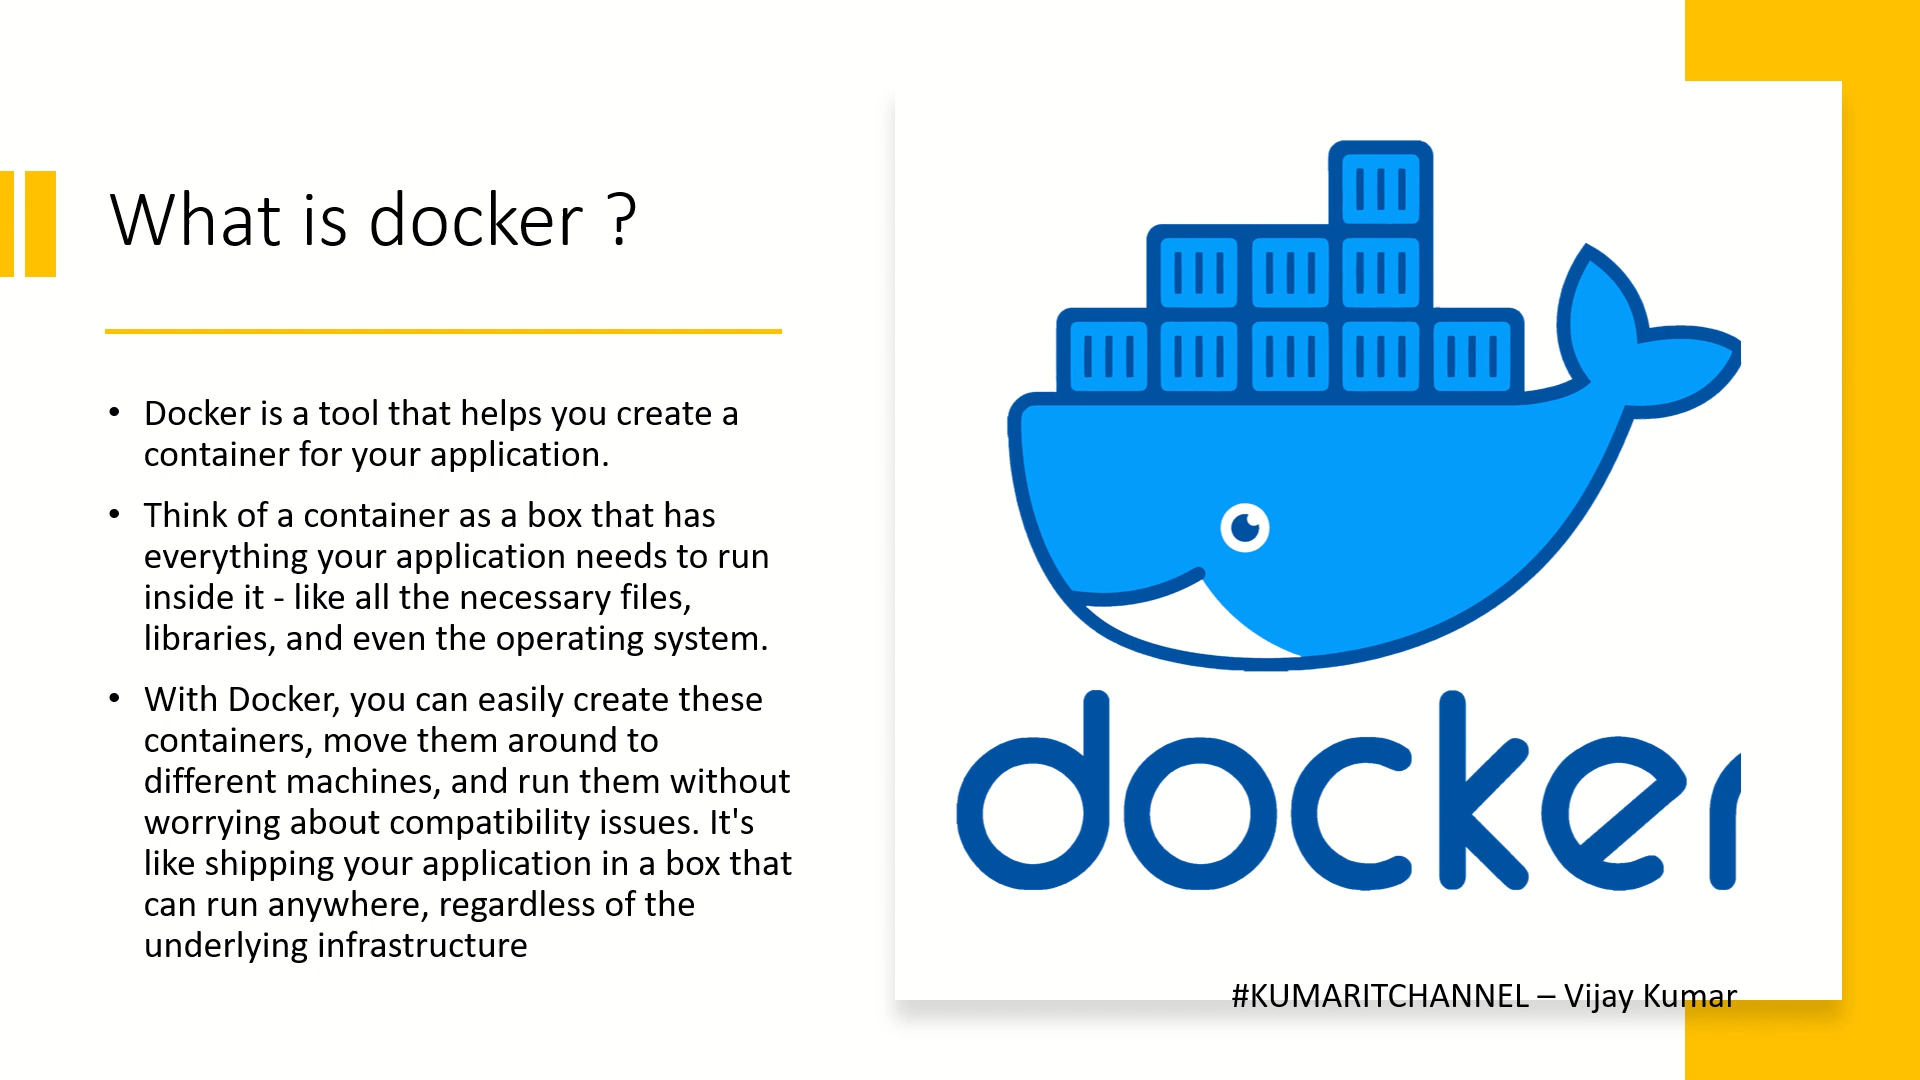 What is docker ?
• Docker is a tool that helps you create a
container for your application.
• Think of a container as a box that has
everything your application needs to run
inside it - like all the necessary files,
libraries, and even the operating system.
• With Docker, you can easily create these
containers, move them around to
different machines, and run them without
worrying about compatibility issues. It's
like shipping your application in a box that
can run anywhere, regardless of the
underlying infrastructure
docker
#KUMARITCHANNEL – Vijay Kumar